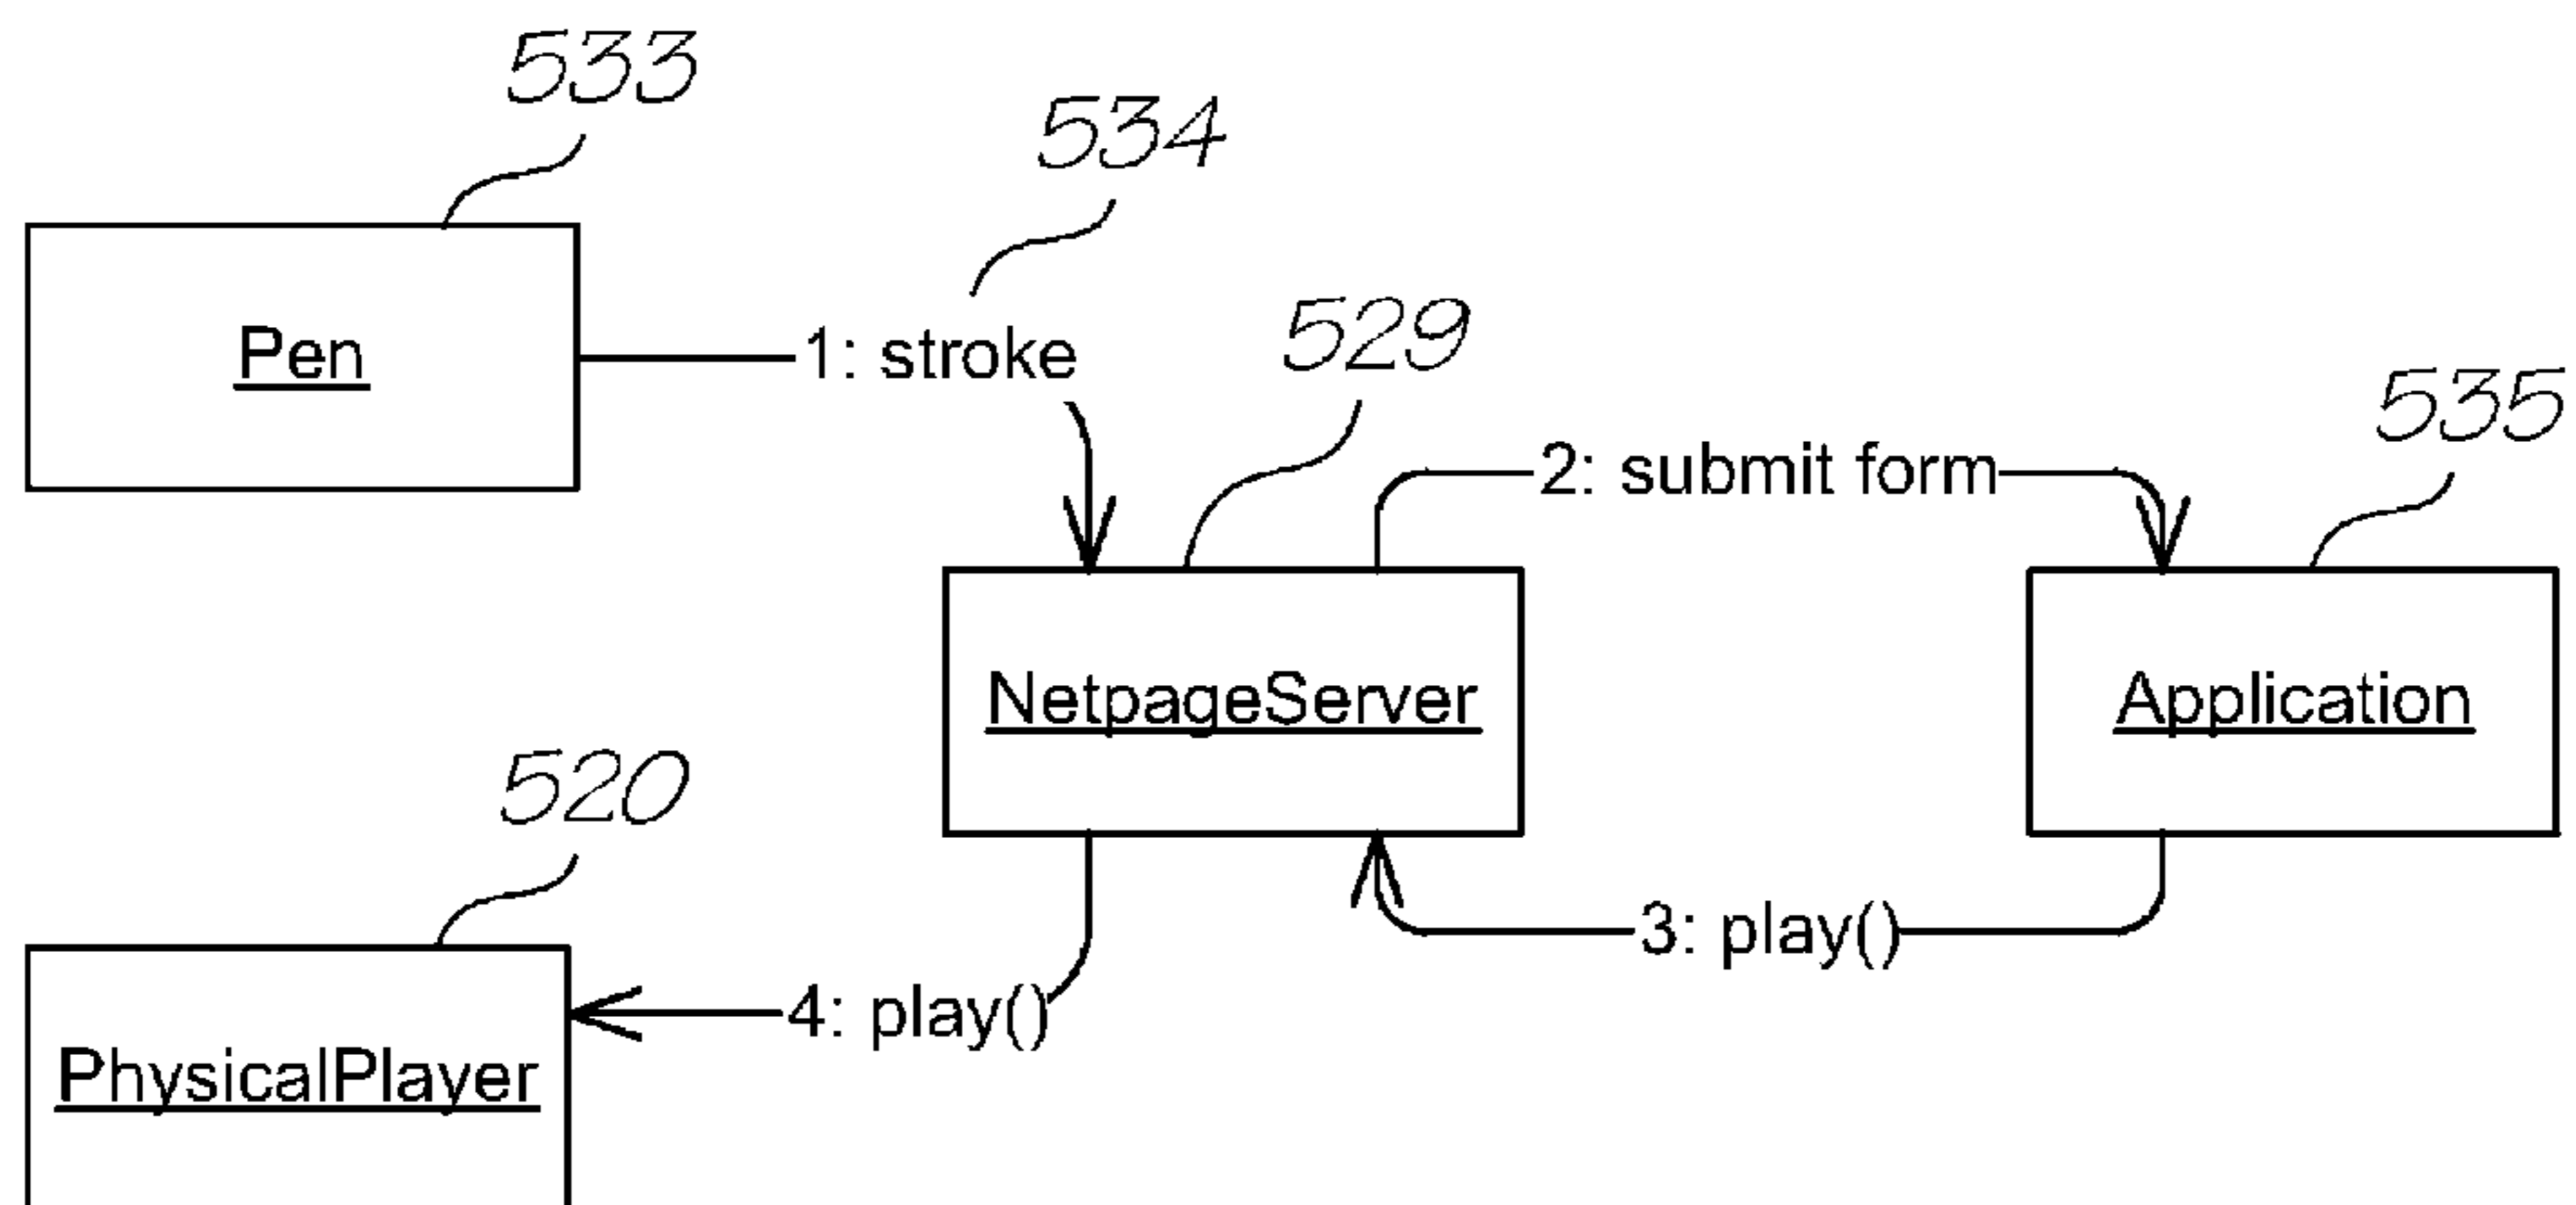 533
534
Pen
1: stroke
529
535
2: submit form
NetpageServer
Application
520
3: play()
4: play()
PhysicalPlayer